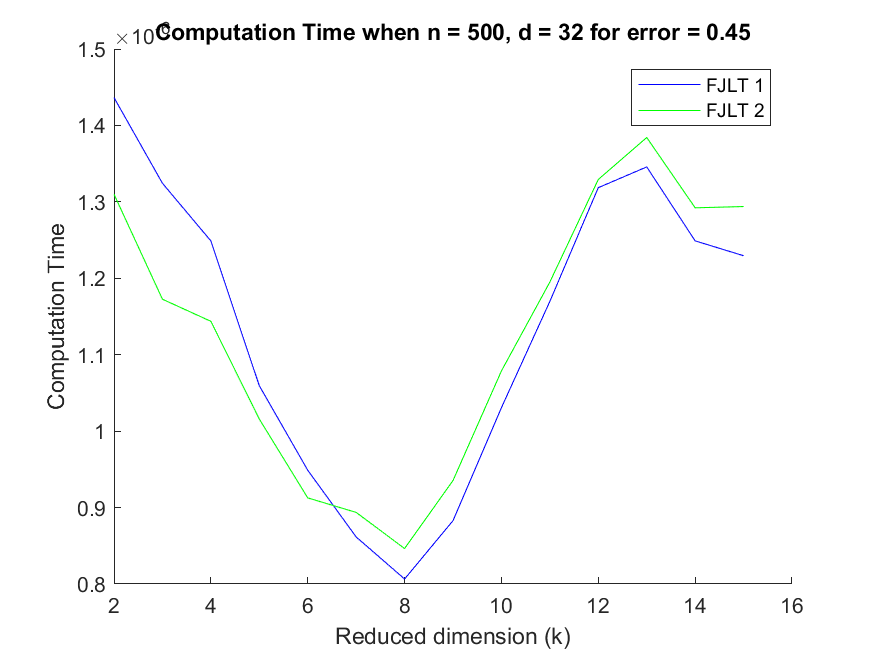 Computation Time when n = 500, d = 32 for error = 0.45
×10
1.5
1.4
1.3
1.2
1.1
1
0.9
0.8
Computation Time
FJLT 1
FJLT 2
2 4 6 8 10 12 14 16
Reduced dimension (k)